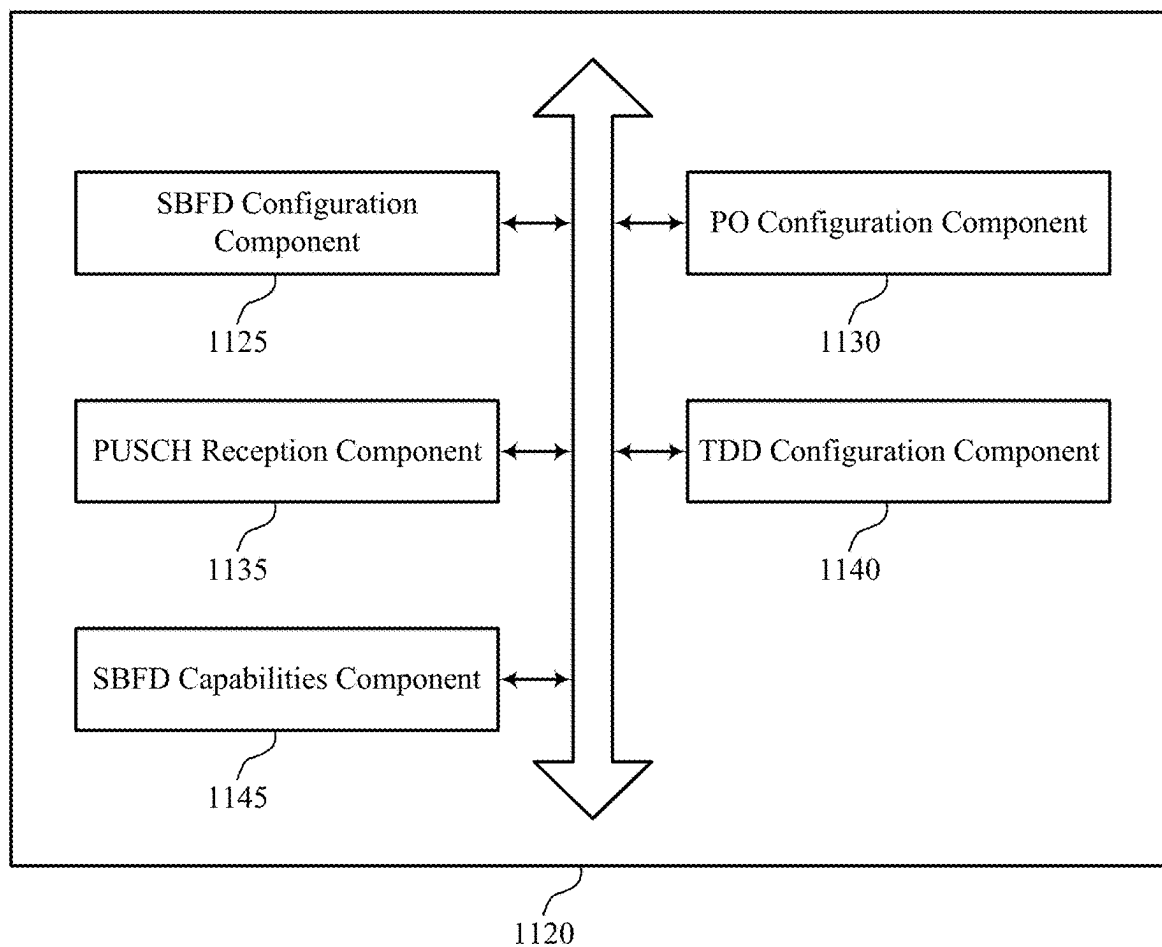 SBFD Configuration
Component
1125
PO Configuration Component
1130
PUSCH Reception Component
1135
TDD Configuration Component
1140
SBFD Capabilities Component
1145
1120